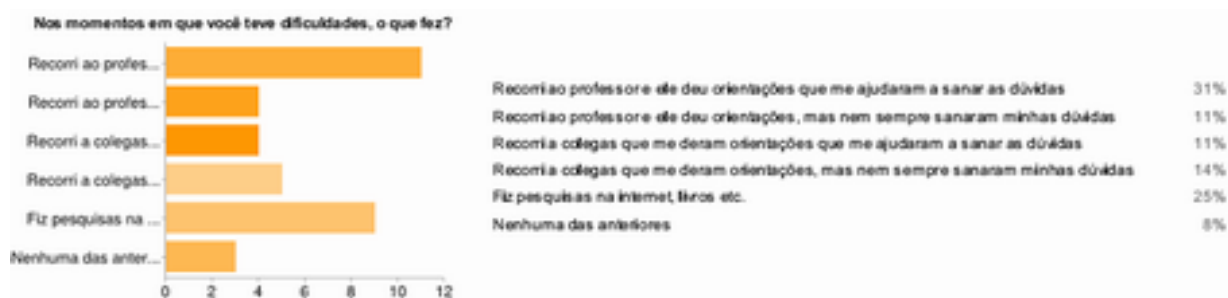 Nos momentos em que você teve dificuldades, o que fez?
Recorri ao profes...
Recorri ao profes...
Recorri a colegas...
Recorri a colegas...
Fiz pesquisas na ...
Nenhuma das anter...
0 2 4 6 8 10 12
Recorri ao professor e ele deu orientações que me ajudaram a sanar as dúvidas 31%
Recorri ao professor e ele deu orientações, mas nem sempre sanaram minhas dúvidas 11%
Recorri a colegas que me deram orientações que me ajudaram a sanar as dúvidas 11%
Recorri a colegas que me deram orientações, mas nem sempre sanaram minhas dúvidas 14%
Fiz pesquisas na internet, livros etc. 25%
Nenhuma das anteriores 8%